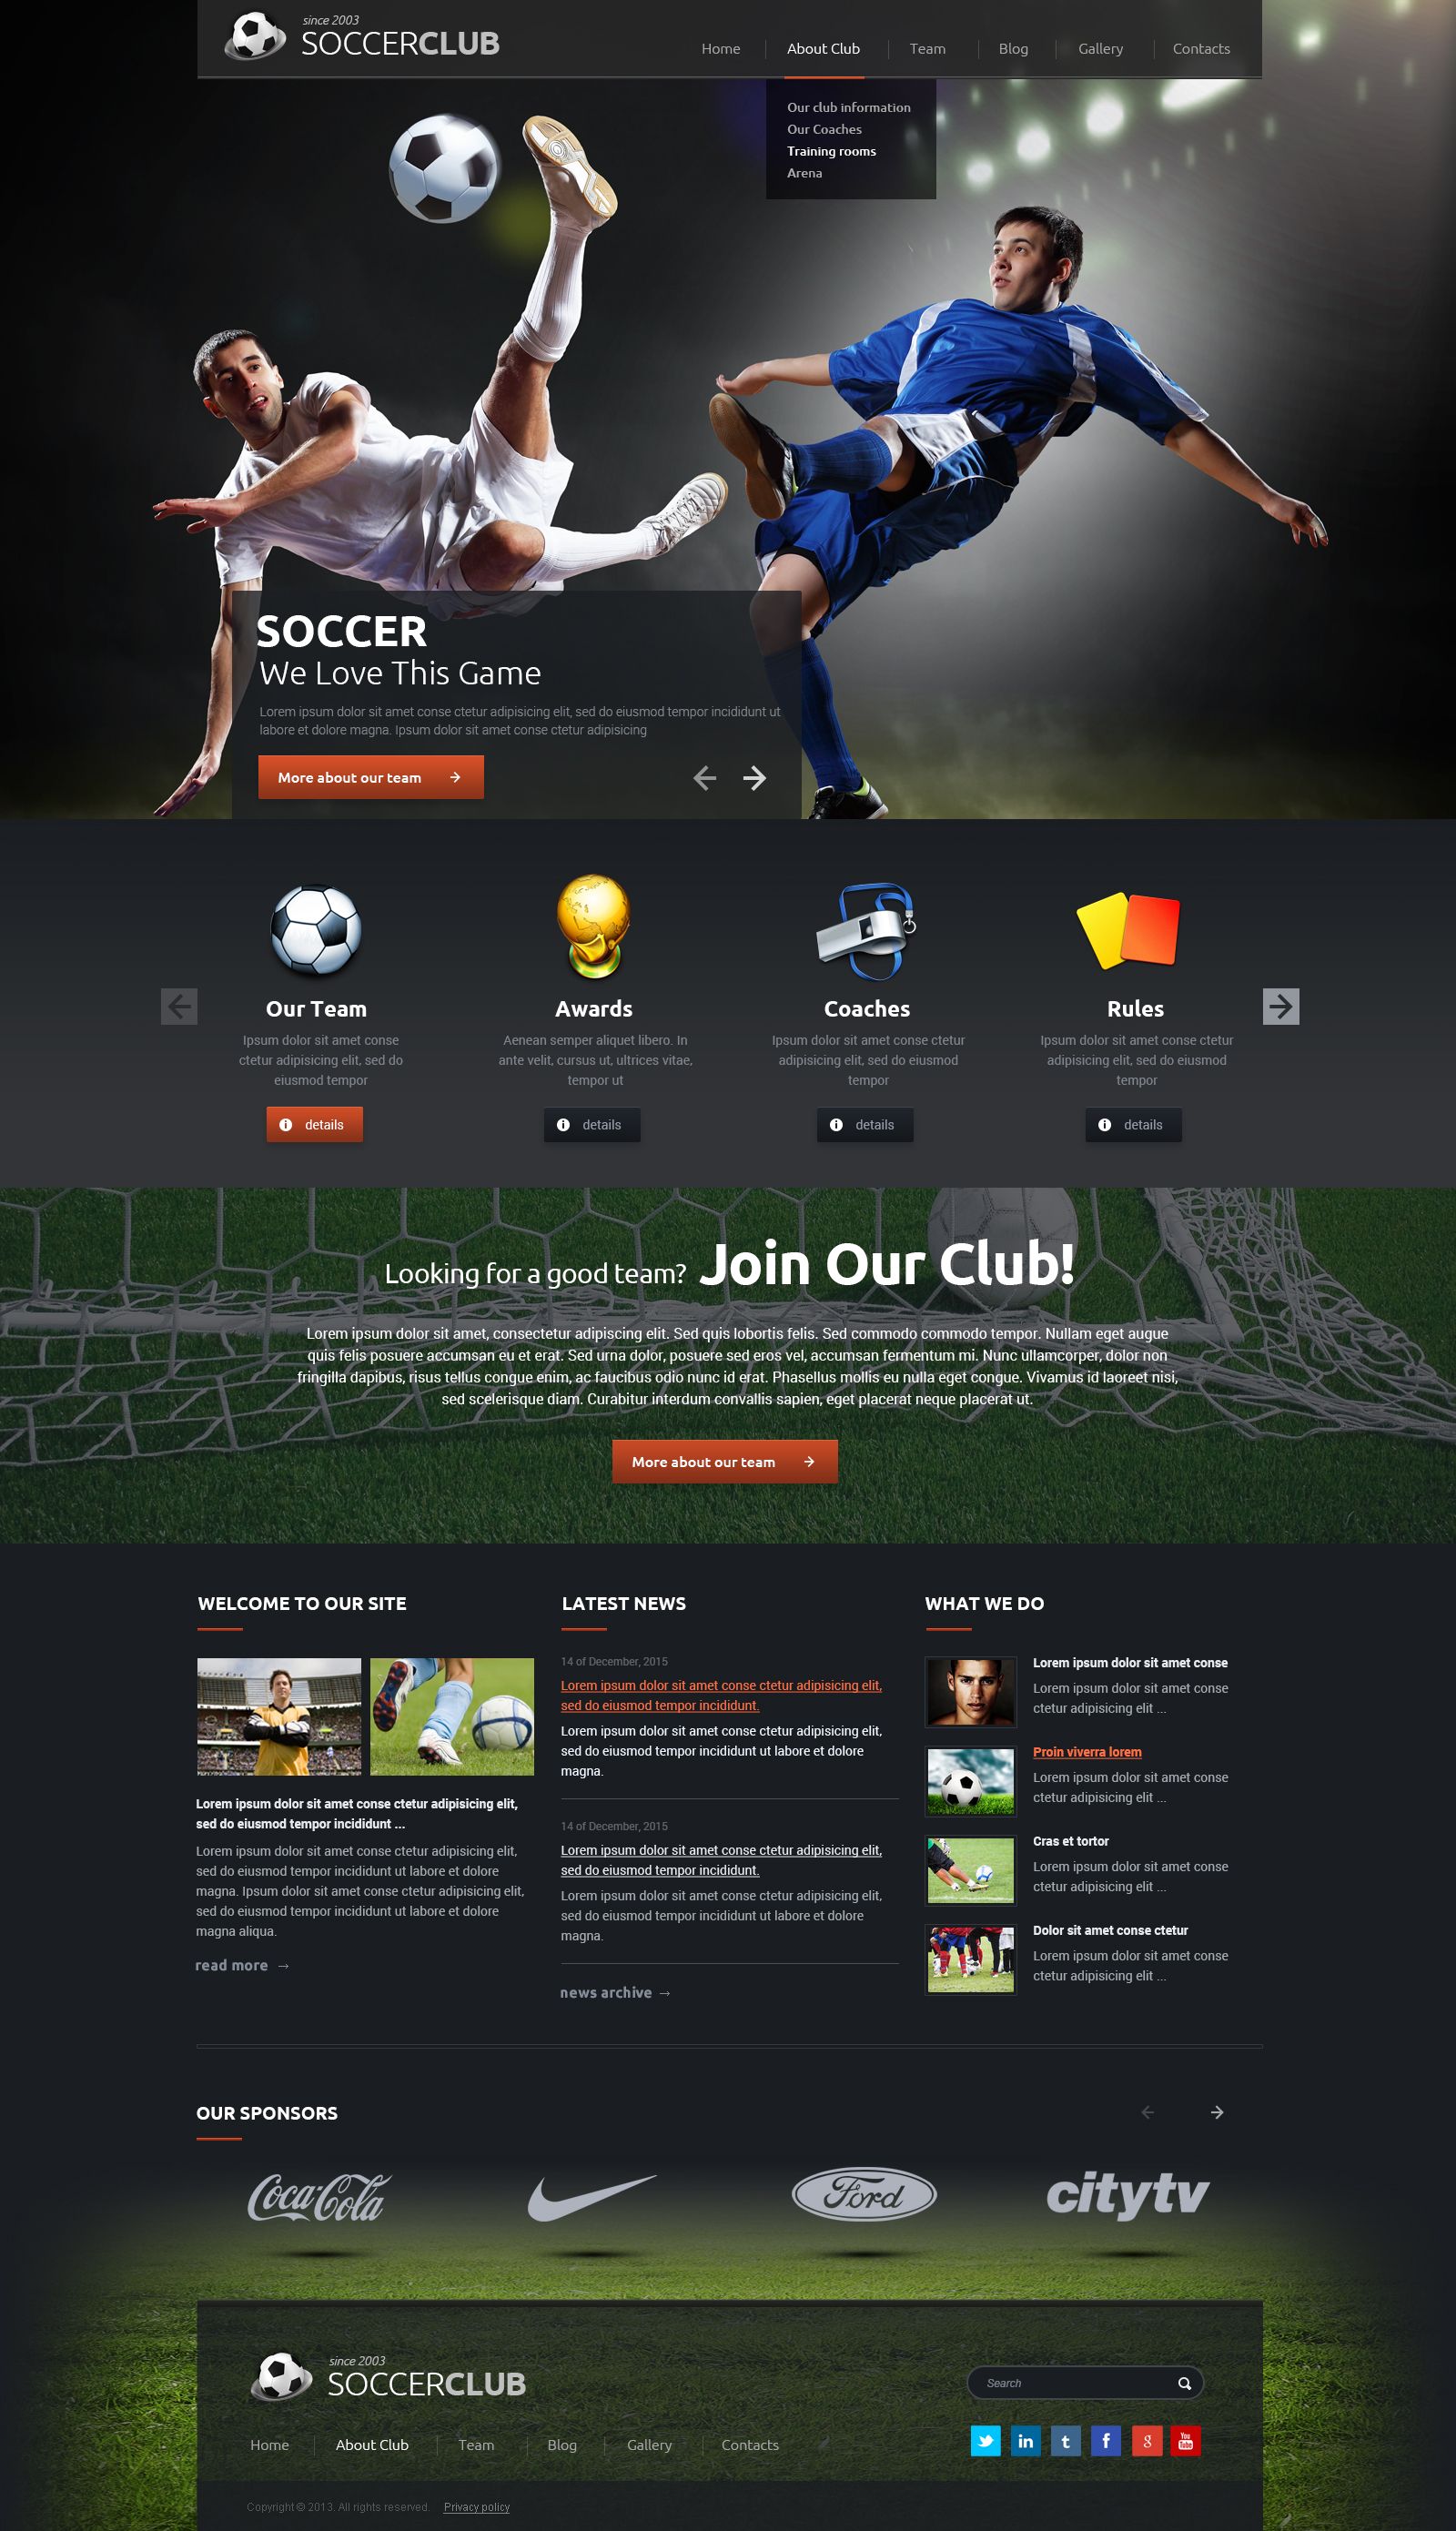 since 2003
SOCCERCLUB
Home About Club Team Blog Gallery Contacts
Our club information
Our Coaches
Training rooms
Arena
SOCCER
We Love This Game
Lorem ipsum dolor sit amet conse ctetur adipisicing elit, sed do eiusmod tempor incididunt ut
labore et dolore magna. Ipsum dolor sit amet conse ctetur adipisicing
More about our team
Our Team
Ipsum dolor sit amet conse
ctetur adipisicing elit, sed do
eiusmod tempor
details
Awards
Aenean semper aliquet libero. In
ante velit, cursus ut, ultrices vitae,
tempor ut
details
Coaches
Ipsum dolor sit amet conse ctetur
adipisicing elit, sed do eiusmod
tempor
details
Rules
Ipsum dolor sit amet conse ctetur
adipisicing elit, sed do eiusmod
tempor
details
Looking for a good team? Join Our Club!
Lorem ipsum dolor sit amet, consectetur adipiscing elit. Sed quis lobortis felis. Sed commodo commodo tempor. Nullam eget augue
quis felis posuere accumsan eu et erat. Sed urna dolor, posuere sed eros vel, accumsan fermentum mi. Nunc ullamcorper, dolor non
fringilla dapibus, risus tellus congue enim, ac faucibus odio nunc id erat. Phasellus mollis eu nulla eget congue. Vivamus id laoreet nisi,
sed scelerisque diam. Curabitur interdum convallis sapien, eget placerat neque placerat ut.
More about our team
WELCOME TO OUR SITE
Lorem ipsum dolor sit amet conse ctetur adipisicing elit,
sed do eiusmod tempor incididunt ...
Lorem ipsum dolor sit amet conse ctetur adipisicing elit,
sed do eiusmod tempor incididunt ut labore et dolore
magna. Ipsum dolor sit amet conse ctetur adipisicing elit,
sed do eiusmod tempor incididunt ut labore et dolore
magna aliqua.
read more
LATEST NEWS
14 of December, 2015
Lorem ipsum dolor sit amet conse ctetur adipisicing elit,
sed do eiusmod tempor incididunt.
Lorem ipsum dolor sit amet conse ctetur adipisicing elit,
sed do eiusmod tempor incididunt ut labore et dolore
magna.
14 of December, 2015
Lorem ipsum dolor sit amet conse ctetur adipisicing elit,
sed do eiusmod tempor incididunt.
Lorem ipsum dolor sit amet conse ctetur adipisicing elit,
sed do eiusmod tempor incididunt ut labore et dolore
magna.
news archive
WHAT WE DO
Lorem ipsum dolor sit amet conse
Lorem ipsum dolor sit amet conse
ctetur adipisicing elit ...
Proin viverra lorem
Lorem ipsum dolor sit amet conse
ctetur adipisicing elit ...
Cras et tortor
Lorem ipsum dolor sit amet conse
ctetur adipisicing elit ...
Dolor sit amet conse ctetur
Lorem ipsum dolor sit amet conse
ctetur adipisicing elit ...
OUR SPONSORS
Coca-Cola Ford citytv
since 2003
SOCCERCLUB
Search
Home About Club Team Blog Gallery Contacts
in t f g You Tube
Copyright © 2013. All rights reserved. Privacy policy